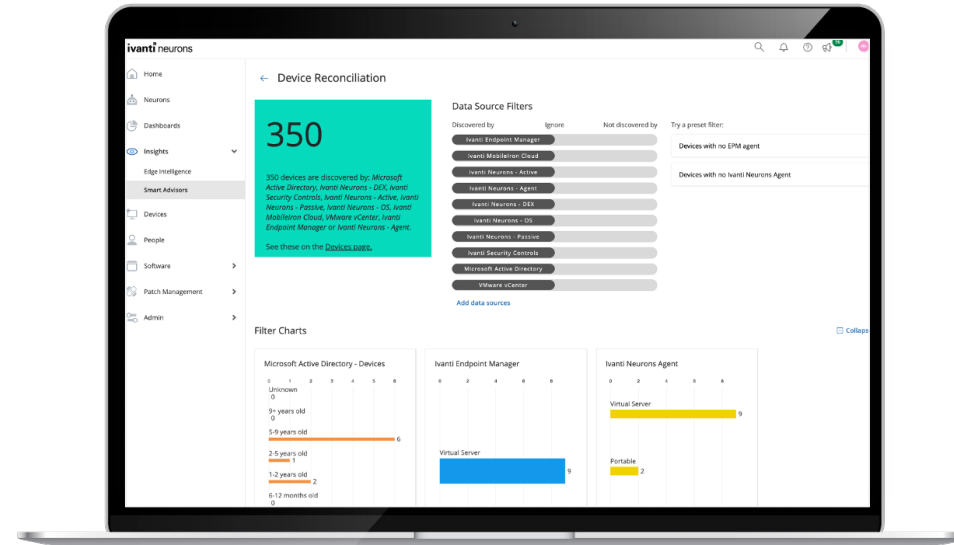 ivanti neurons
Home
Neurons
Dashboards
Insights
Edge Intelligence
Smart Advisors
Devices
People
Software
Patch Management
Admin
← Device Reconciliation
350
350 devices are discovered by: Microsoft
Active Directory, Ivanti Neurons - DEX, Ivanti
Security Controls, Ivanti Neurons - Active, Ivanti
Neurons - Passive, Ivanti Neurons - OS, Ivanti
MobileIron Cloud, VMware vCenter, Ivanti
Endpoint Manager or Ivanti Neurons - Agent.
See these on the Devices page.
Data Source Filters
Discovered by Ignore Not discovered by
Ivanti Endpoint Manager
Ivanti MobileIron Cloud
Ivanti Neurons - Active
Ivanti Neurons - Agent
Ivanti Neurons - DEX
Ivanti Neurons - OS
Ivanti Neurons - Passive
Ivanti Security Controls
Microsoft Active Directory
VMware vCenter
Add data sources
Try a preset filter:
Devices with no EPM agent
Devices with no Ivanti Neurons Agent
Filter Charts
Collapse
Microsoft Active Directory - Devices
0 1 2 3 4 5 6
Unknown
0
9+ years old
0
5-9 years old
6
2-5 years old
1
1-2 years old
2
6-12 months old
0
Ivanti Endpoint Manager
0 2 4 6 8
Virtual Server
9
Ivanti Neurons Agent
0 2 4 6 8
Virtual Server
9
Portable
2